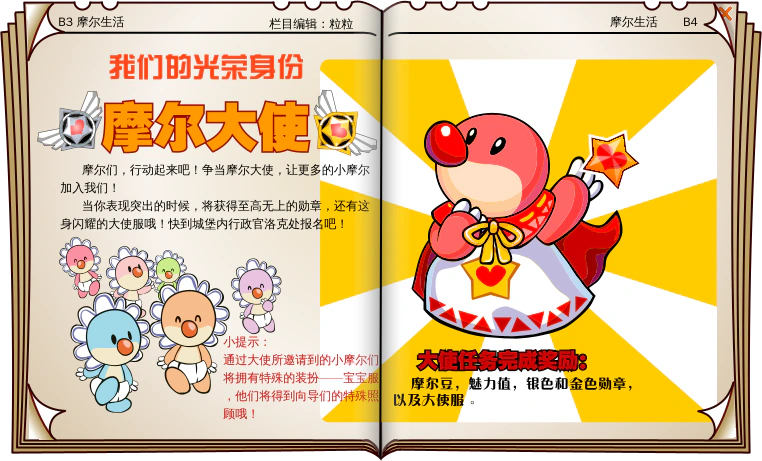 B3 摩尔生活
栏目编辑：粒粒
我们的光荣身份
摩尔大使
摩尔们，行动起来吧！争当摩尔大使，让更多的小摩尔
加入我们！
当你表现突出的时候，将获得至高无上的勋章，还有这
身闪耀的大使服哦！快到城堡内行政官洛克处报名吧！
小提示：
通过大使所邀请到的小摩尔们
将拥有特殊的装扮——宝宝服
，他们将得到向导们的特殊照
顾哦！
摩尔生活 B4
大使任务完成奖励：
摩尔豆，魅力值，银色和金色勋章，
以及大使服 。